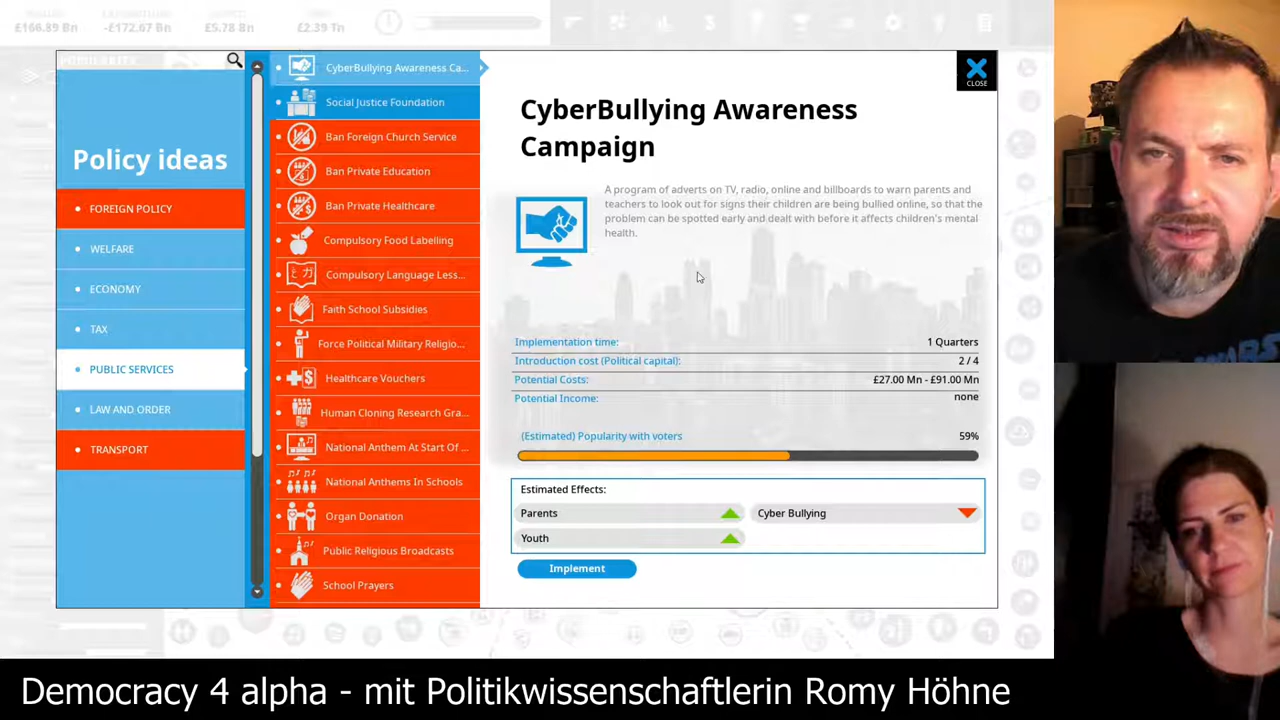 £166.89 Bn
£5.78 Bn
£2.39 Tn
Policy ideas
FOREIGN POLICY
WELFARE
ECONOMY
TAX
PUBLIC SERVICES
LAW AND ORDER
TRANSPORT
CyberBullying Awareness Ca...
Social Justice Foundation
Ban Foreign Church Service
Ban Private Education
Ban Private Healthcare
Compulsory Food Labelling
Compulsory Language Less...
Faith School Subsidies
Force Political Military Religio...
Healthcare Vouchers
Human Cloning Research Gra...
National Anthem At Start Of ...
National Anthems In Schools
Organ Donation
Public Religious Broadcasts
School Prayers
CLOSE
CyberBullying Awareness
Campaign
A program of adverts on TV, radio, online and billboards to warn parents and
teachers to look out for signs their children are being bullied online, so that the
problem can be spotted early and dealt with before it affects children's mental
health.
Implementation time: 1 Quarters
Introduction cost (Political capital): 2 / 4
Potential Costs: £27.00 Mn - £91.00 Mn
Potential Income: none
(Estimated) Popularity with voters 59%
Estimated Effects:
Parents
Cyber Bullying
Youth
Implement
Democracy 4 alpha - mit Politikwissenschaftlerin Romy Höhne